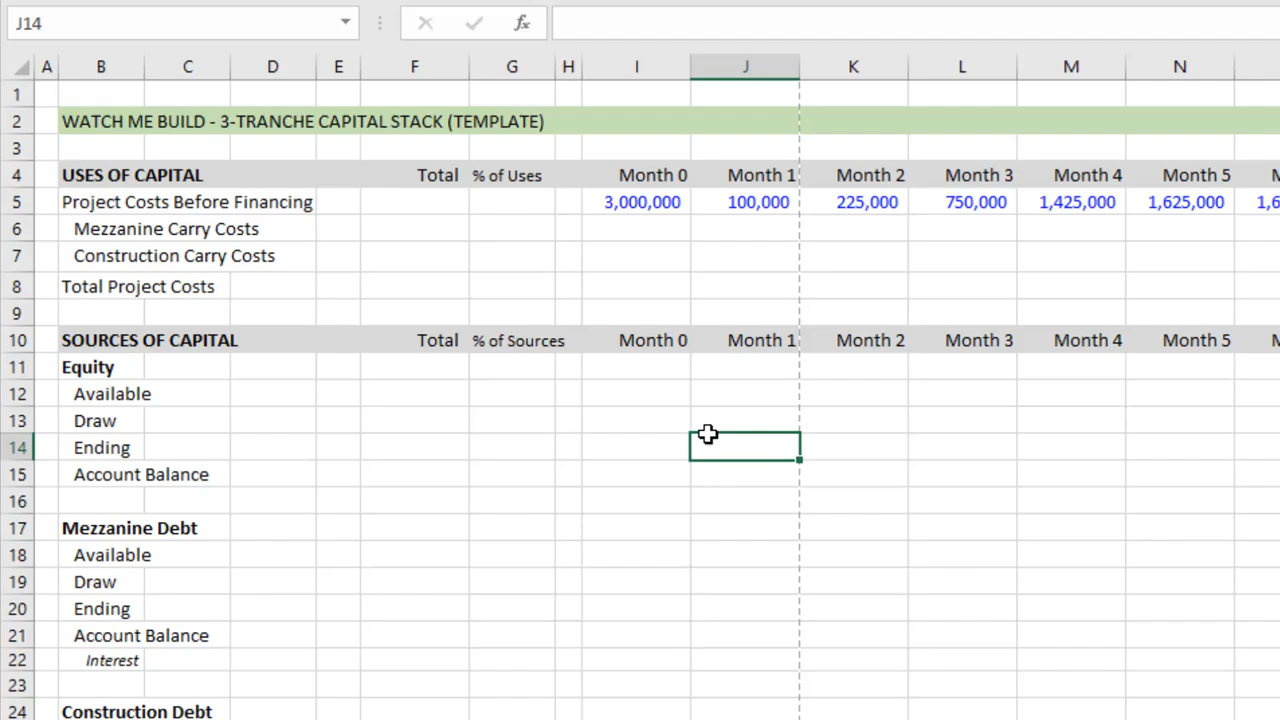 J14
fx
A B C D E F G H I J K L M N
1
2 WATCH ME BUILD - 3-TRANCHE CAPITAL STACK (TEMPLATE)
3
4 USES OF CAPITAL Total % of Uses Month 0 Month 1 Month 2 Month 3 Month 4 Month 5 M
5 Project Costs Before Financing 3,000,000 100,000 225,000 750,000 1,425,000 1,625,000 1,6
6 Mezzanine Carry Costs
7 Construction Carry Costs
8 Total Project Costs
9
10 SOURCES OF CAPITAL Total % of Sources Month 0 Month 1 Month 2 Month 3 Month 4 Month 5 M
11 Equity
12 Available
13 Draw
14 Ending
15 Account Balance
16
17 Mezzanine Debt
18 Available
19 Draw
20 Ending
21 Account Balance
22 Interest
23
24 Construction Debt